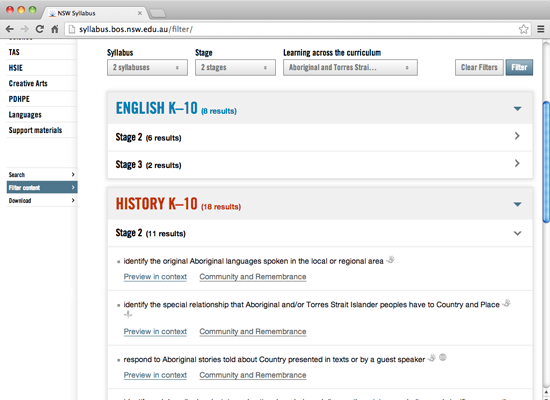 NSW Syllabus
syllabus.bos.nsw.edu.au/filter/
TAS
HSIE
Creative Arts
PDHPE
Languages
Support materials
Search
Filter content
Download
Syllabus
Stage
Learning across the curriculum
2 syllabuses
2 stages
Aboriginal and Torres Strai...
Clear Filters
Filter
ENGLISH K–10 (8 results)
Stage 2 (6 results)
Stage 3 (2 results)
HISTORY K–10 (18 results)
Stage 2 (11 results)
identify the original Aboriginal languages spoken in the local or regional area
Preview in context Community and Remembrance
identify the special relationship that Aboriginal and/or Torres Strait Islander peoples have to Country and Place
Preview in context Community and Remembrance
respond to Aboriginal stories told about Country presented in texts or by a guest speaker
Preview in context Community and Remembrance